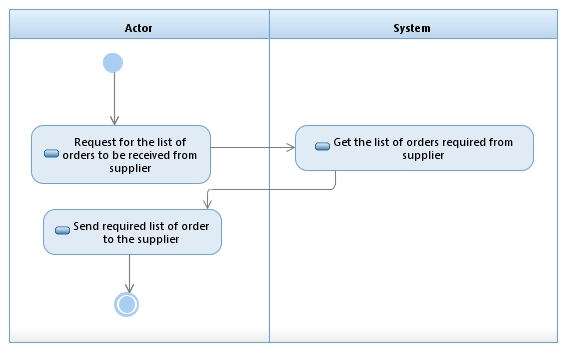 Actor
System
Request for the list of
orders to be received from
supplier
Get the list of orders required from
supplier
Send required list of order
to the supplier